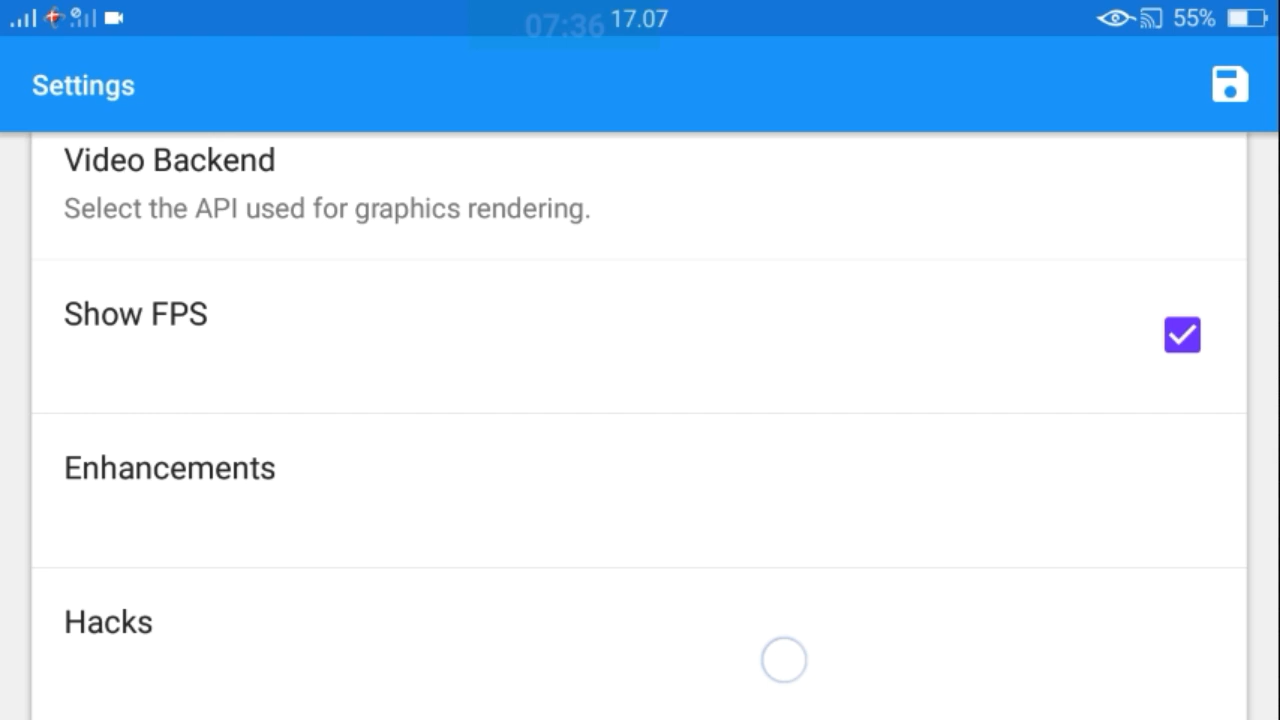 07:36 17.07 55%
Settings
Video Backend
Select the API used for graphics rendering.
Show FPS
Enhancements
Hacks